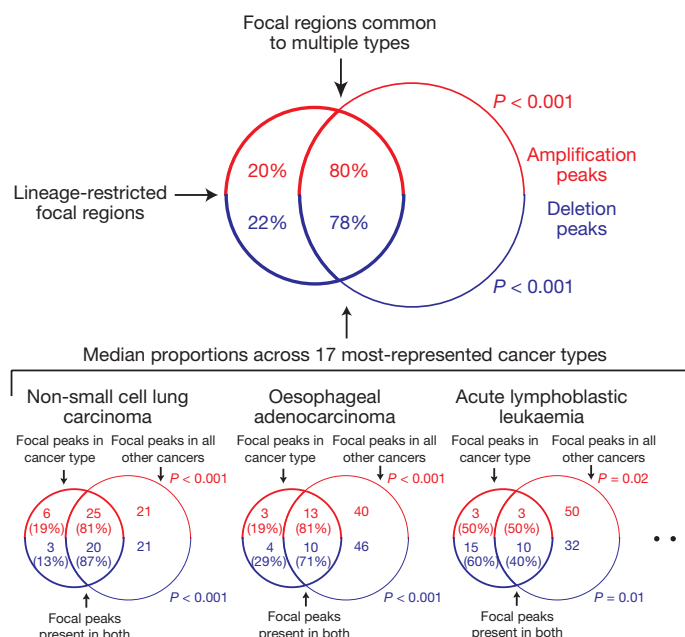 Focal regions common
to multiple types
P < 0.001
20%
80%
Amplification
peaks
Lineage-restricted
focal regions
22%
78%
Deletion
peaks
P < 0.001
Median proportions across 17 most-represented cancer types
Non-small cell lung
carcinoma
Focal peaks in
cancer type
Focal peaks in all
other cancers
P < 0.001
6
(19%)
25
(81%)
21
3
(13%)
20
(87%)
21
P < 0.001
Focal peaks
present in both
Oesophageal
adenocarcinoma
Focal peaks in
cancer type
Focal peaks in all
other cancers
P < 0.001
3
(19%)
13
(81%)
40
4
(29%)
10
(71%)
46
P < 0.001
Focal peaks
present in both
Acute lymphoblastic
leukaemia
Focal peaks in
cancer type
Focal peaks in all
other cancers
P = 0.02
3
(50%)
3
(50%)
50
15
(60%)
10
(40%)
32
P = 0.01
Focal peaks
present in both